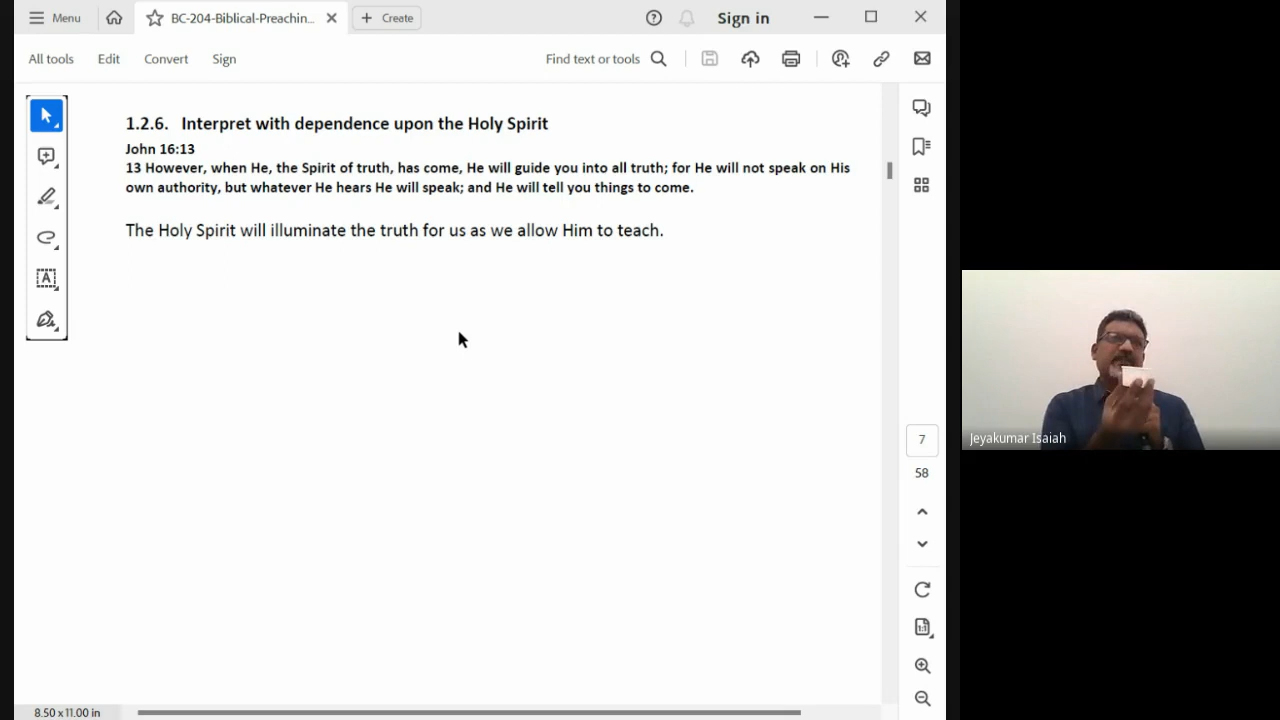 Menu
BC-204-Biblical-Preachin...
Create
Sign in
All tools
Edit
Convert
Sign
Find text or tools
1.2.6. Interpret with dependence upon the Holy Spirit
John 16:13
13 However, when He, the Spirit of truth, has come, He will guide you into all truth; for He will not speak on His
own authority, but whatever He hears He will speak; and He will tell you things to come.
The Holy Spirit will illuminate the truth for us as we allow Him to teach.
7
58
1:1
8.50 x 11.00 in
Jeyakumar Isaiah